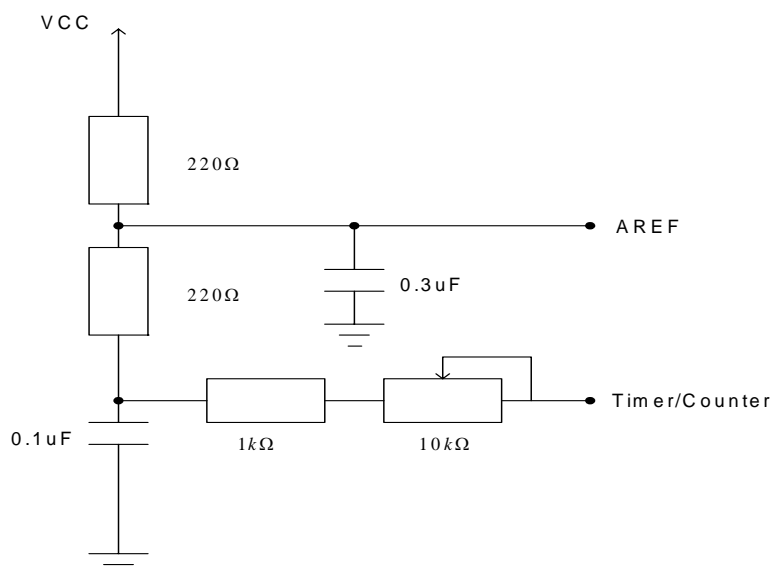 VCC
220Ω
AREF
220Ω
0.3uF
Timer/Counter
0.1uF
1kΩ
10kΩ